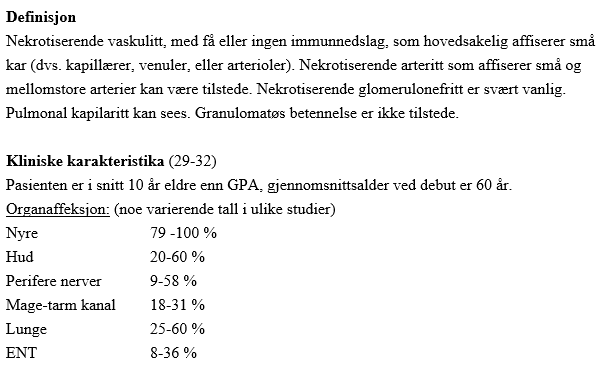 Definisjon
Nekrotiserende vaskulitt, med få eller ingen immunnedslag, som hovedsakelig affiserer små
kar (dvs. kapillærer, venuler, eller arterioler). Nekrotiserende arteritt som affiserer små og
mellomstore arterier kan være tilstede. Nekrotiserende glomerulonefritt er svært vanlig.
Pulmonal kapilaritt kan sees. Granulomatøs betennelse er ikke tilstede.
Kliniske karakteristika (29-32)
Pasienten er i snitt 10 år eldre enn GPA, gjennomsnittsalder ved debut er 60 år.
Organaffeksjon: (noe varierende tall i ulike studier)
Nyre 79 -100 %
Hud 20-60 %
Perifere nerver 9-58 %
Mage-tarm kanal 18-31 %
Lunge 25-60 %
ENT 8-36 %